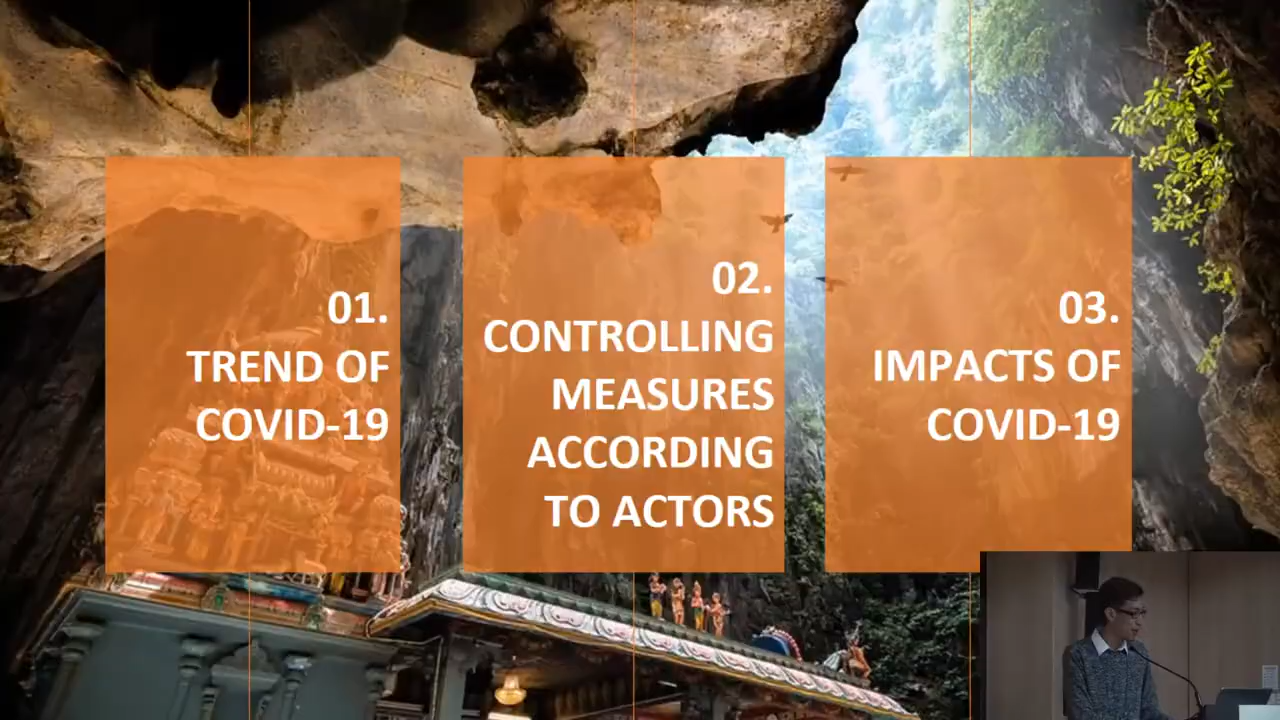 01.
TREND OF
COVID-19
02.
CONTROLLING
MEASURES
ACCORDING
TO ACTORS
03.
IMPACTS OF
COVID-19